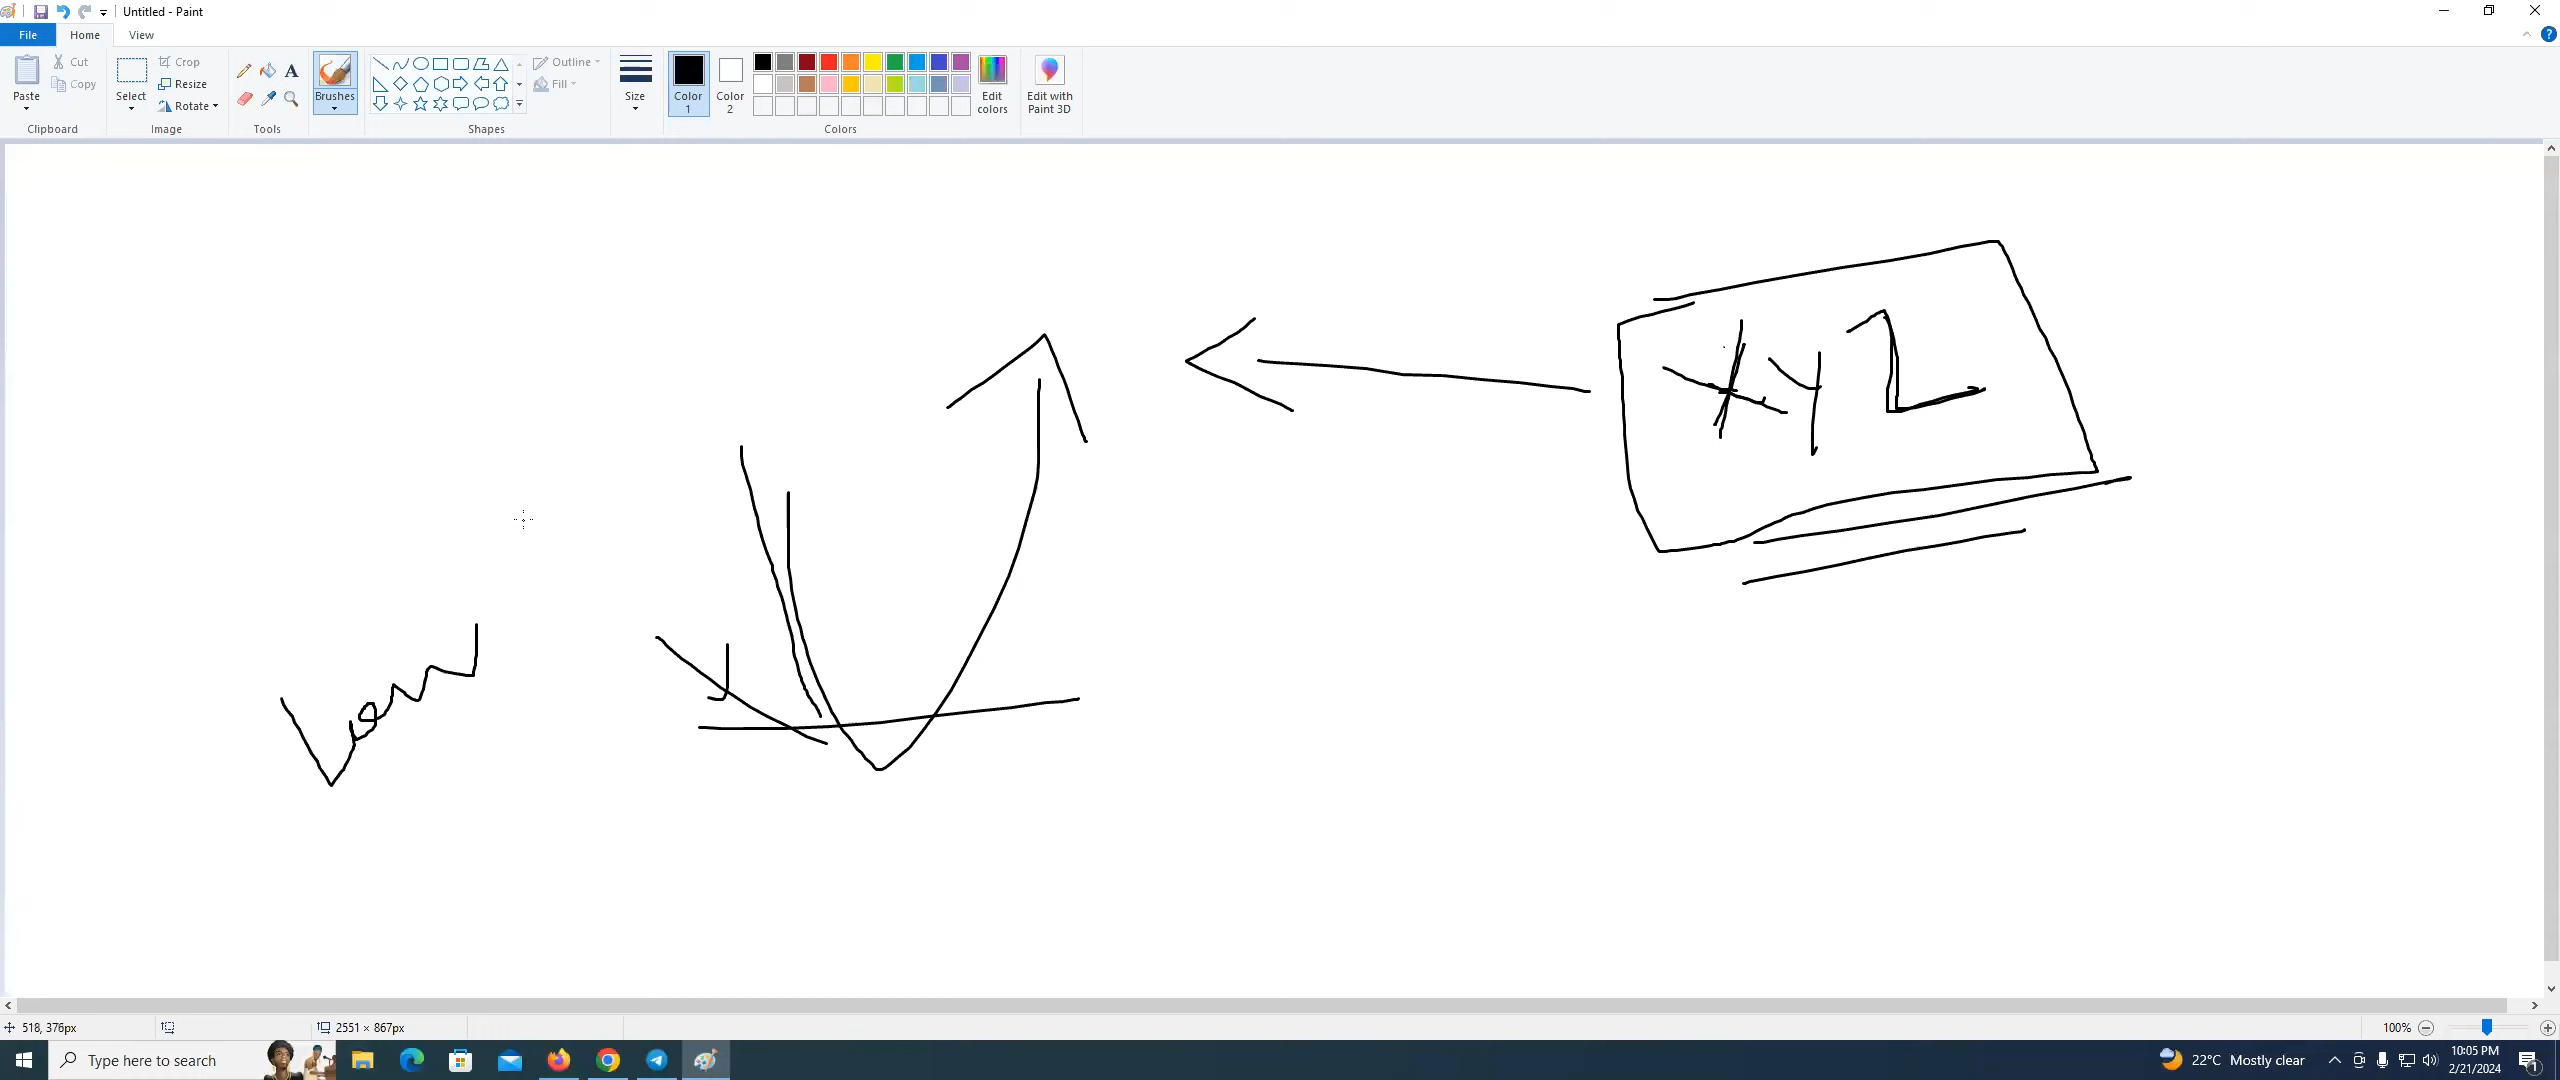 Untitled - Paint
File Home View
Paste
Cut
Copy
Clipboard
Select
Crop
Resize
Rotate
Image
Tools
Brushes
Outline
Fill
Shapes
Size
Color 1
Color 2
Edit colors
Colors
Edit with Paint 3D
XYZ
Learn
518, 376px
2551 × 867px
100%
Type here to search
22°C Mostly clear
10:05 PM
2/21/2024
1